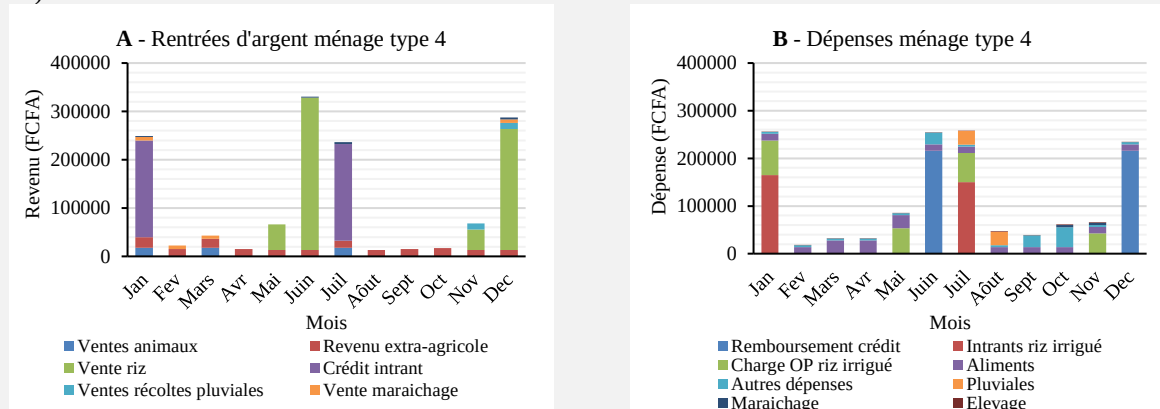 A - Rentrées d'argent ménage type 4
400000
300000
200000
100000
0
Revenu (FCFA)
Jan Fev Mars Avr Mai Juin Juil Aôut Sept Oct Nov Dec
Mois
Ventes animaux Revenu extra-agricole
Vente riz Crédit intrant
Ventes récoltes pluviales Vente maraichage
B - Dépenses ménage type 4
400000
300000
200000
100000
0
Dépense (FCFA)
Jan Fev Mars Avr Mai Juin Juil Aôut Sept Oct Nov Dec
Mois
Remboursement crédit Intrants riz irrigué
Charge OP riz irrigué Aliments
Autres dépenses Pluviales
Maraichage Elevage